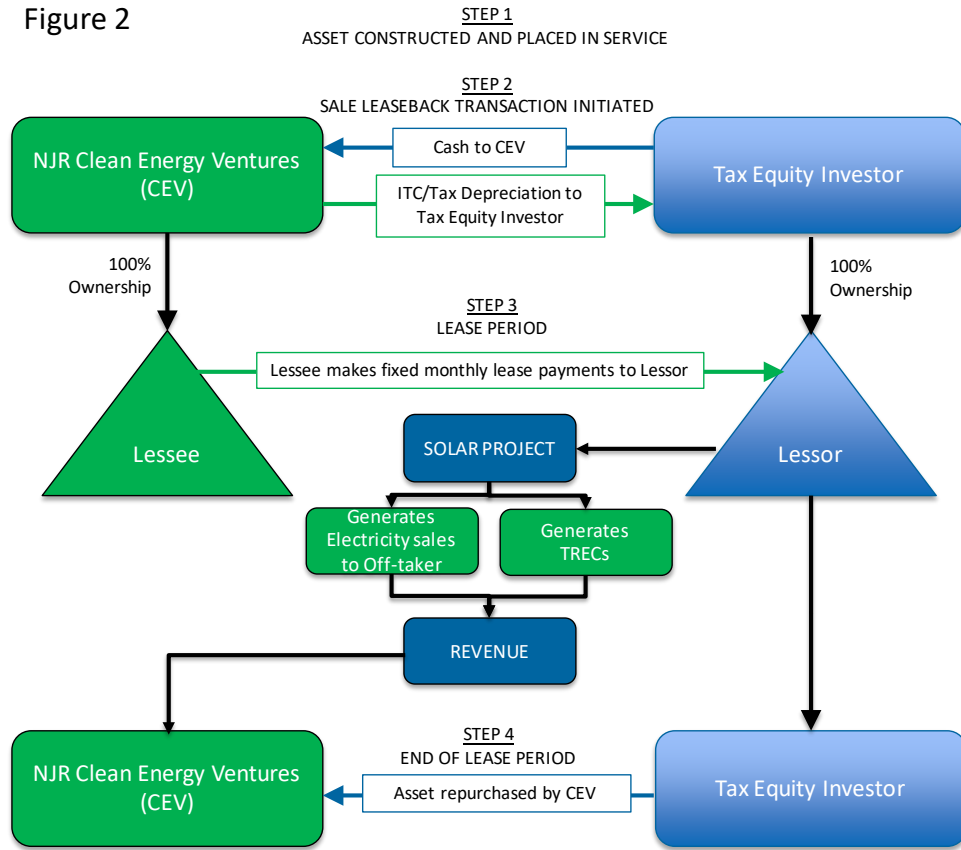 Figure 2
STEP 1
ASSET CONSTRUCTED AND PLACED IN SERVICE
STEP 2
SALE LEASEBACK TRANSACTION INITIATED
NJR Clean Energy Ventures
(CEV)
Cash to CEV
ITC/Tax Depreciation to
Tax Equity Investor
Tax Equity Investor
100%
Ownership
100%
Ownership
STEP 3
LEASE PERIOD
Lessee makes fixed monthly lease payments to Lessor
Lessee
SOLAR PROJECT
Lessor
Generates
Electricity sales
to Off-taker
Generates
TRECs
REVENUE
STEP 4
END OF LEASE PERIOD
NJR Clean Energy Ventures
(CEV)
Asset repurchased by CEV
Tax Equity Investor